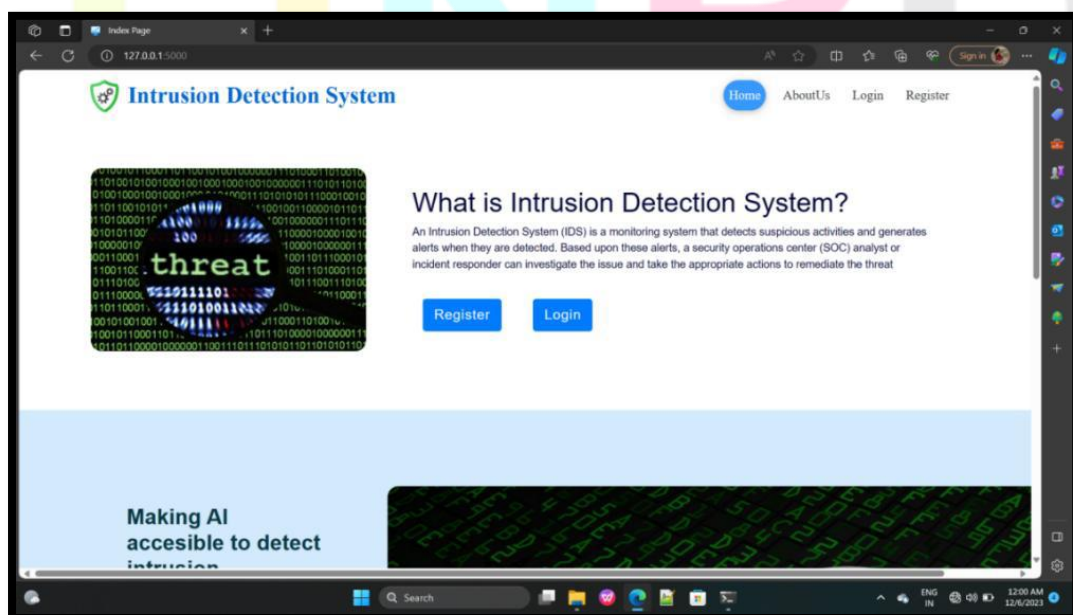 Index Page
127.0.0.1:5000
Sign in
Intrusion Detection System
Home AboutUs Login Register
threat
What is Intrusion Detection System?
An Intrusion Detection System (IDS) is a monitoring system that detects suspicious activities and generates
alerts when they are detected. Based upon these alerts, a security operations center (SOC) analyst or
incident responder can investigate the issue and take the appropriate actions to remediate the threat
Register Login
Making AI
accesible to detect
intrusion
Search
ENG
IN
12:00 AM
12/6/2023